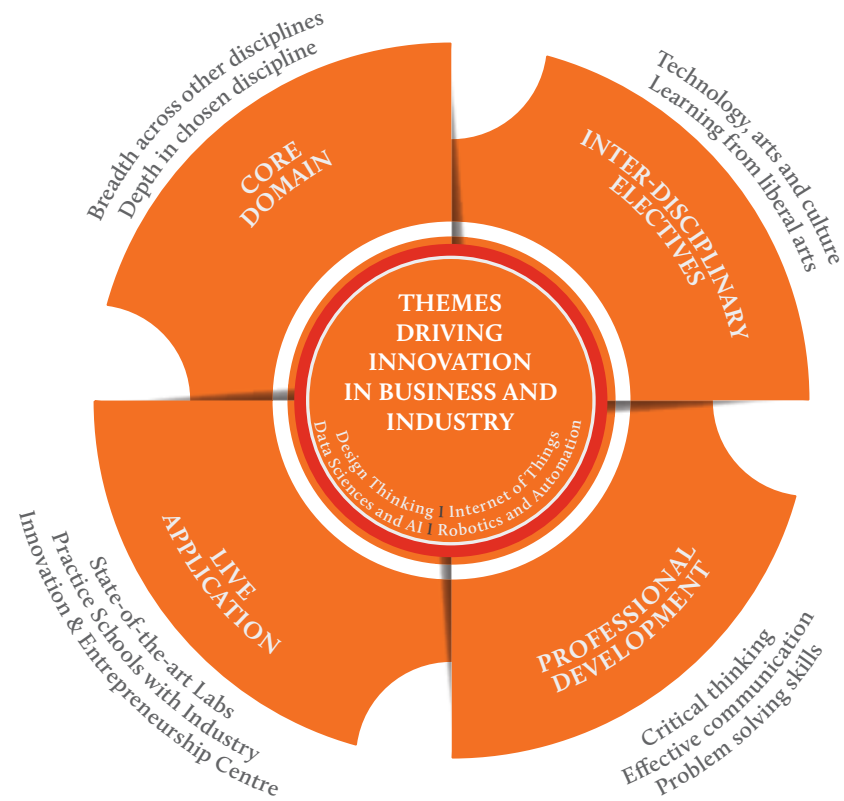 Breadth across other disciplines
Depth in chosen discipline
CORE
DOMAIN
Technology, arts and culture
Learning from liberal arts
INTER-DISCIPLINARY
ELECTIVES
THEMES
DRIVING
INNOVATION
IN BUSINESS AND
INDUSTRY
Design Thinking I Internet of Things
Data Sciences and AI I Robotics and Automation
LIVE
APPLICATION
State-of-the-art Labs
Practice Schools with Industry
Innovation & Entrepreneurship Centre
PROFESSIONAL
DEVELOPMENT
Critical thinking
Effective communication
Problem solving skills